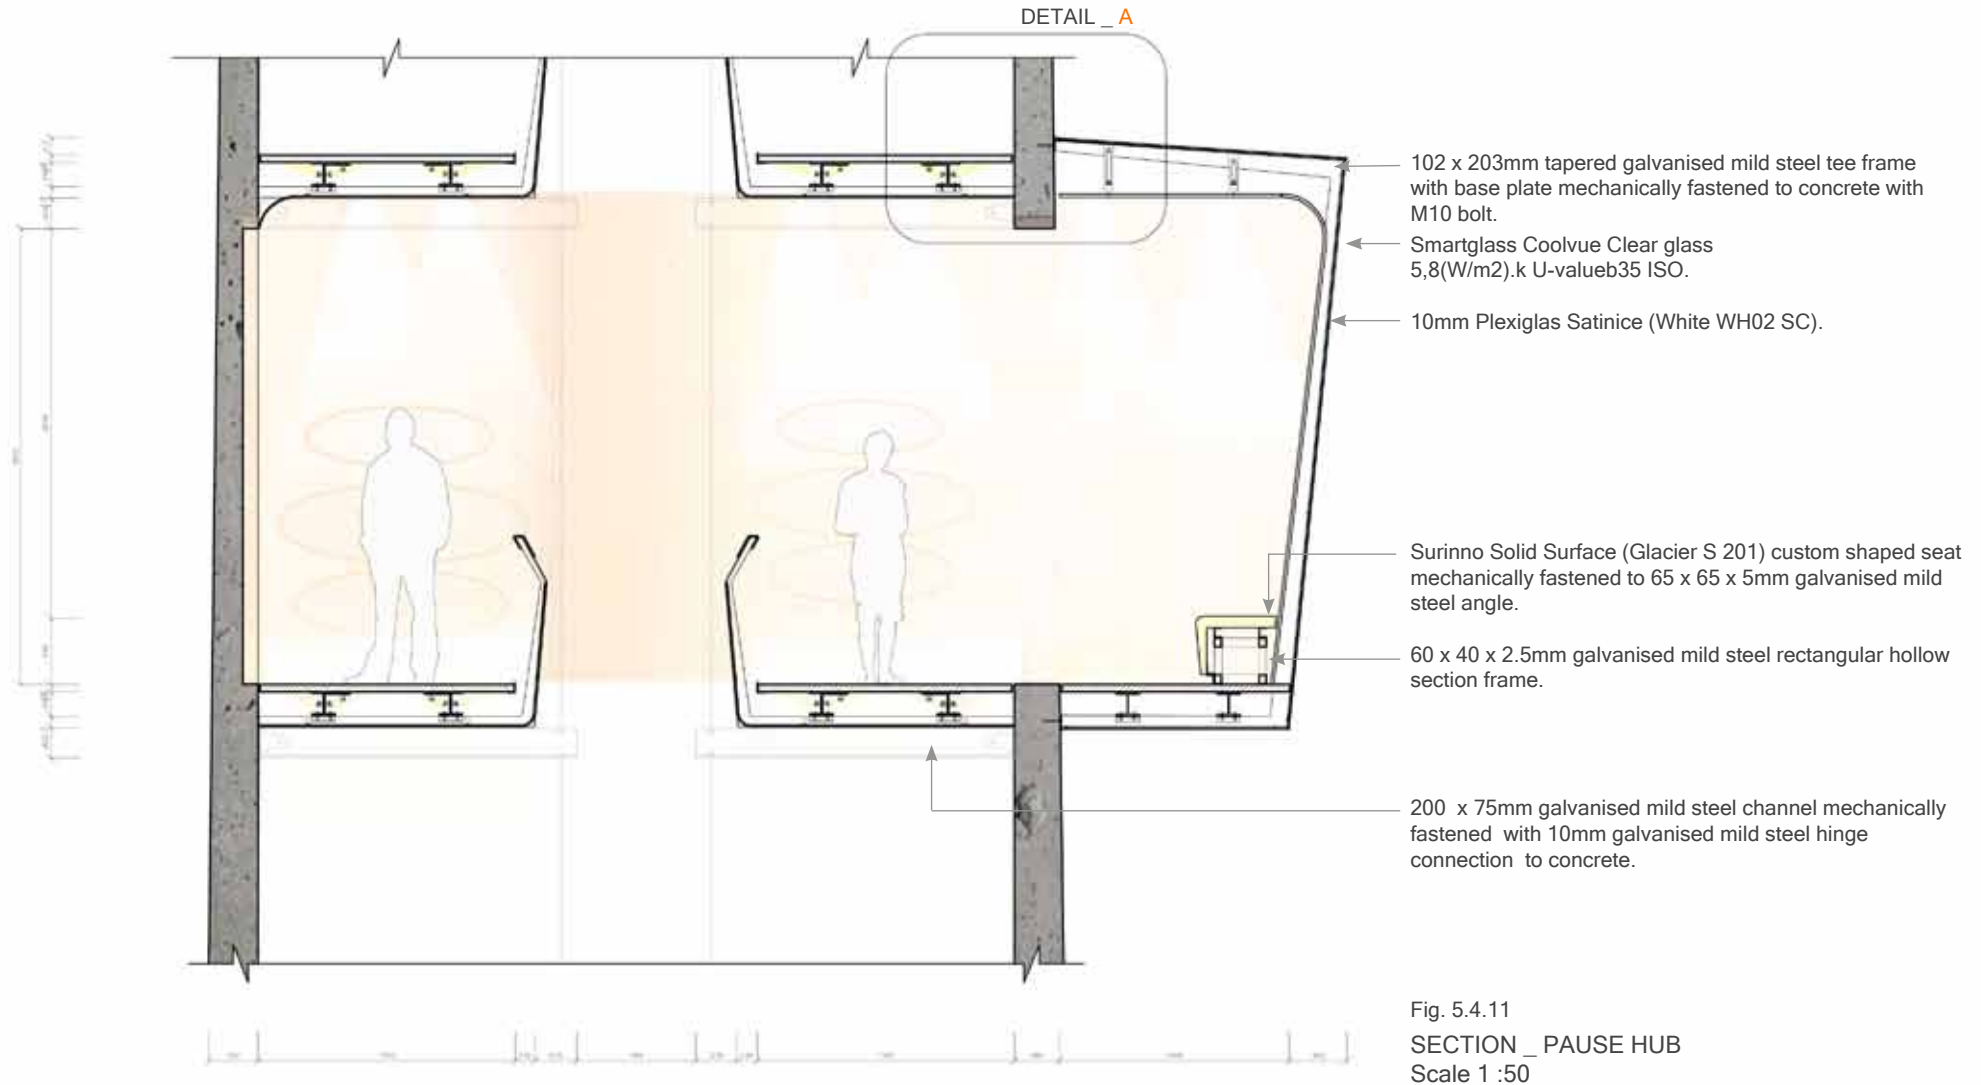 DETAIL _ A
102 x 203mm tapered galvanised mild steel tee frame
with base plate mechanically fastened to concrete with
M10 bolt.
Smartglass Coolvue Clear glass
5,8(W/m2).k U-valueb35 ISO.
10mm Plexiglas Satinice (White WH02 SC).
Surinno Solid Surface (Glacier S 201) custom shaped seat
mechanically fastened to 65 x 65 x 5mm galvanised mild
steel angle.
60 x 40 x 2.5mm galvanised mild steel rectangular hollow
section frame.
200  x 75mm galvanised mild steel channel mechanically
fastened  with 10mm galvanised mild steel hinge
connection  to concrete.
Fig. 5.4.11
SECTION _ PAUSE HUB
Scale 1 :50